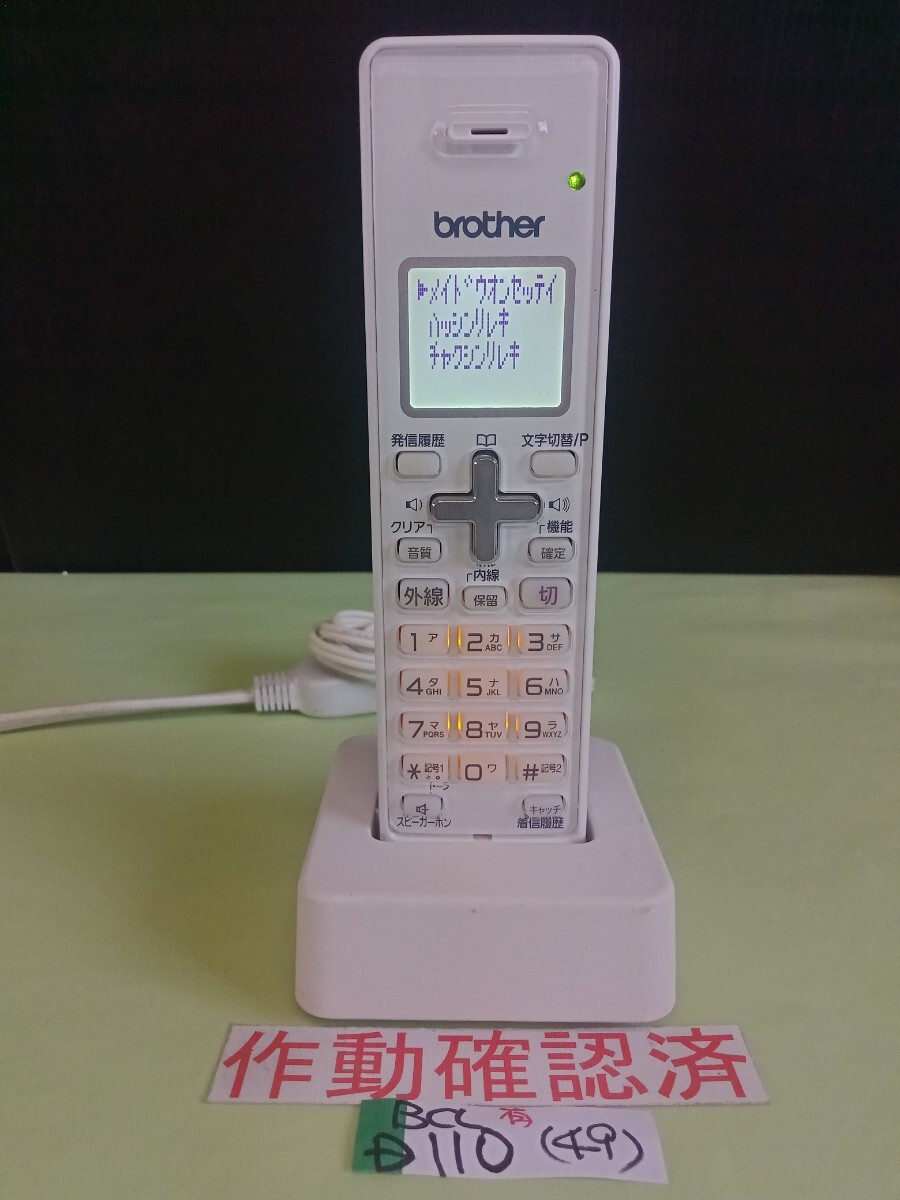 brother
▶メイドウオンセッテイ
ハッシンリレキ
チャクシンリレキ
発信履歴 文字切替/P
クリア 機能
音質 確定
内線
外線 保留 切
1 ア 2 カ ABC 3 サ DEF
4 タ GHI 5 ナ JKL 6 ハ MNO
7 マ PQRS 8 ヤ TUV 9 ラ WXYZ
* 記号1 0 ワ # 記号2
トーン
キャッチ
スピーカーホン 着信履歴
作動確認済
BCL 有
D110 (49)